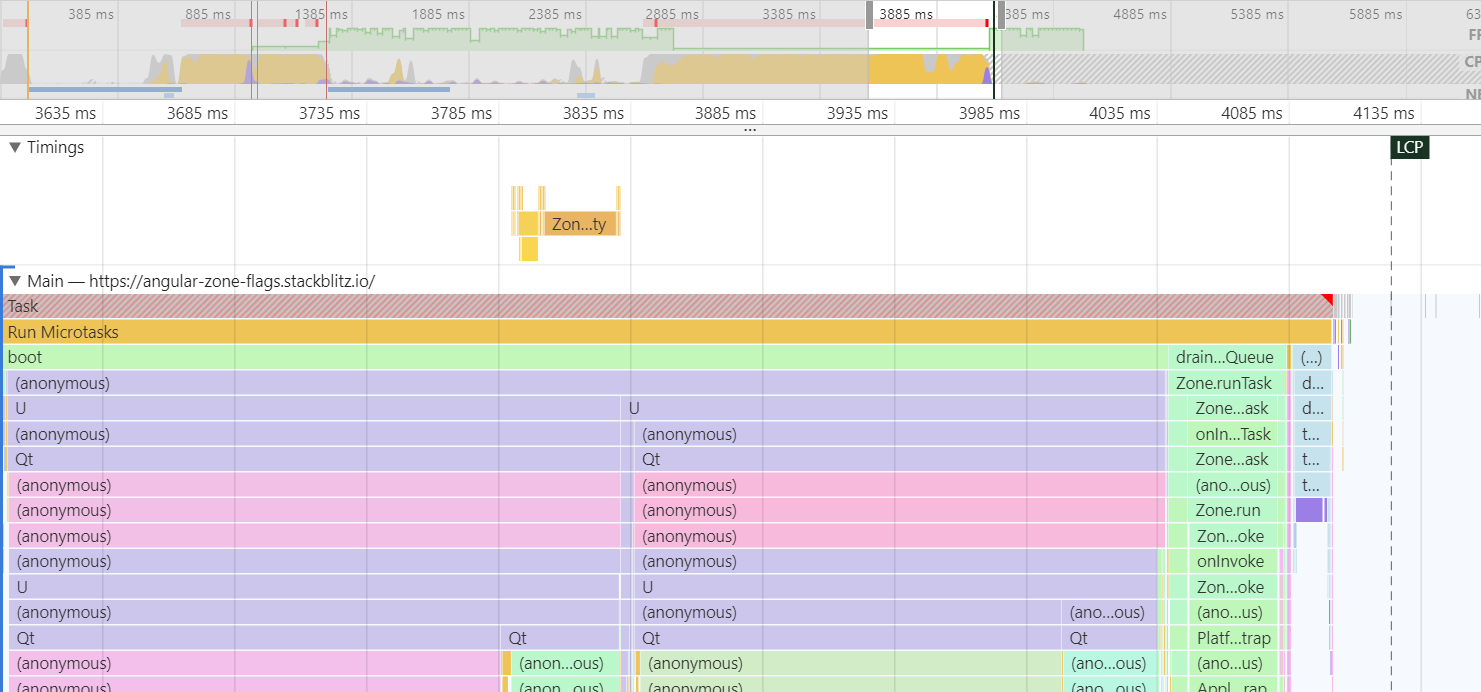 385 ms 885 ms 1385 ms 1885 ms 2385 ms 2885 ms 3385 ms 3885 ms 385 ms 4885 ms 5385 ms 5885 ms 63
FF
CP
NE
3635 ms 3685 ms 3735 ms 3785 ms 3835 ms 3885 ms 3935 ms 3985 ms 4035 ms 4085 ms 4135 ms
...
▼ Timings LCP
Zon...ty
▼ Main — https://angular-zone-flags.stackblitz.io/
Task
Run Microtasks
boot drain...Queue (...)
(anonymous) Zone.runTask d...
U U Zone...ask d...
(anonymous) (anonymous) onIn...Task t...
Qt Qt Zone...ask t...
(anonymous) (anonymous) (ano...ous) t...
(anonymous) (anonymous) Zone.run
(anonymous) (anonymous) Zon...oke
(anonymous) (anonymous) onInvoke
U U Zon...oke
(anonymous) (anonymous) (ano...ous) (ano...us)
Qt Qt Qt Qt Platf...trap
(anonymous) (anon...ous) (anonymous) (ano...ous) (ano...us)
(anonymous) (anon...ous) (anonymous) (ano...ous) Appl...rap